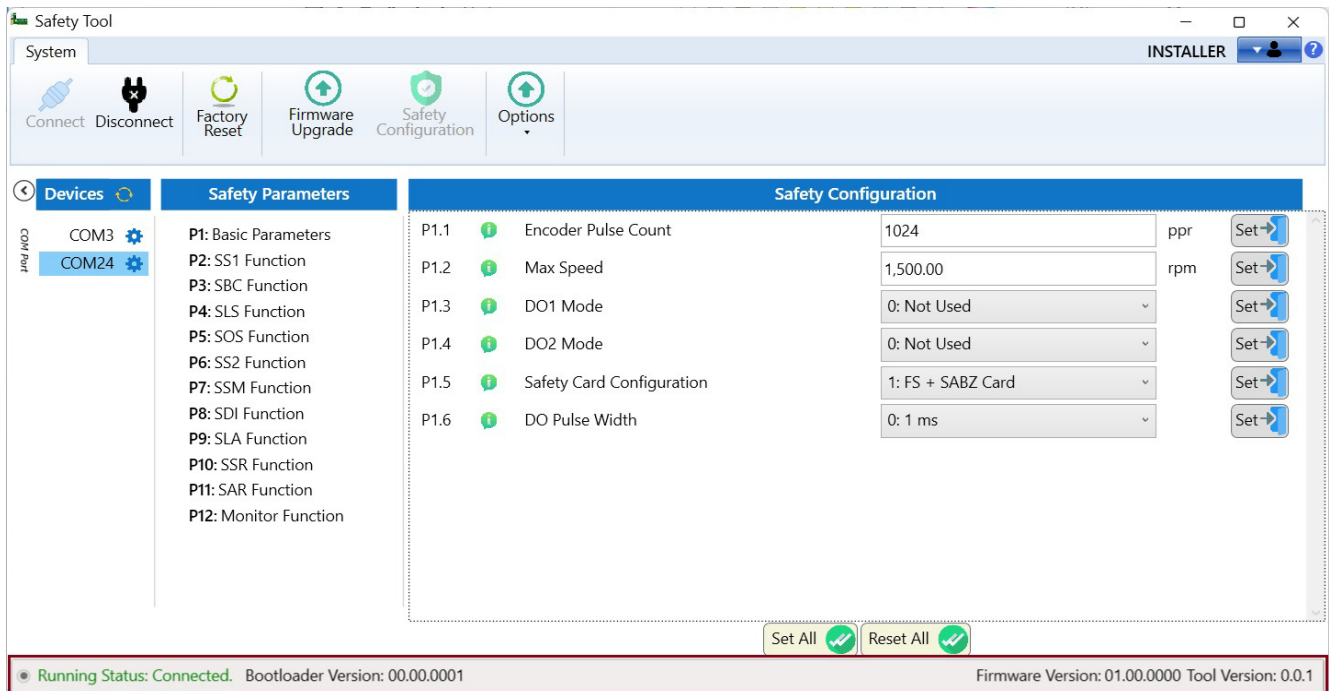 Safety Tool
System
INSTALLER
Connect
Disconnect
Factory
Reset
Firmware
Upgrade
Safety
Configuration
Options
Devices
COM Port
COM3
COM24
Safety Parameters
P1: Basic Parameters
P2: SS1 Function
P3: SBC Function
P4: SLS Function
P5: SOS Function
P6: SS2 Function
P7: SSM Function
P8: SDI Function
P9: SLA Function
P10: SSR Function
P11: SAR Function
P12: Monitor Function
Safety Configuration
P1.1 Encoder Pulse Count 1024 ppr Set
P1.2 Max Speed 1,500.00 rpm Set
P1.3 DO1 Mode 0: Not Used Set
P1.4 DO2 Mode 0: Not Used Set
P1.5 Safety Card Configuration 1: FS + SABZ Card Set
P1.6 DO Pulse Width 0: 1 ms Set
Set All Reset All
Running Status: Connected. Bootloader Version: 00.00.0001 Firmware Version: 01.00.0000 Tool Version: 0.0.1